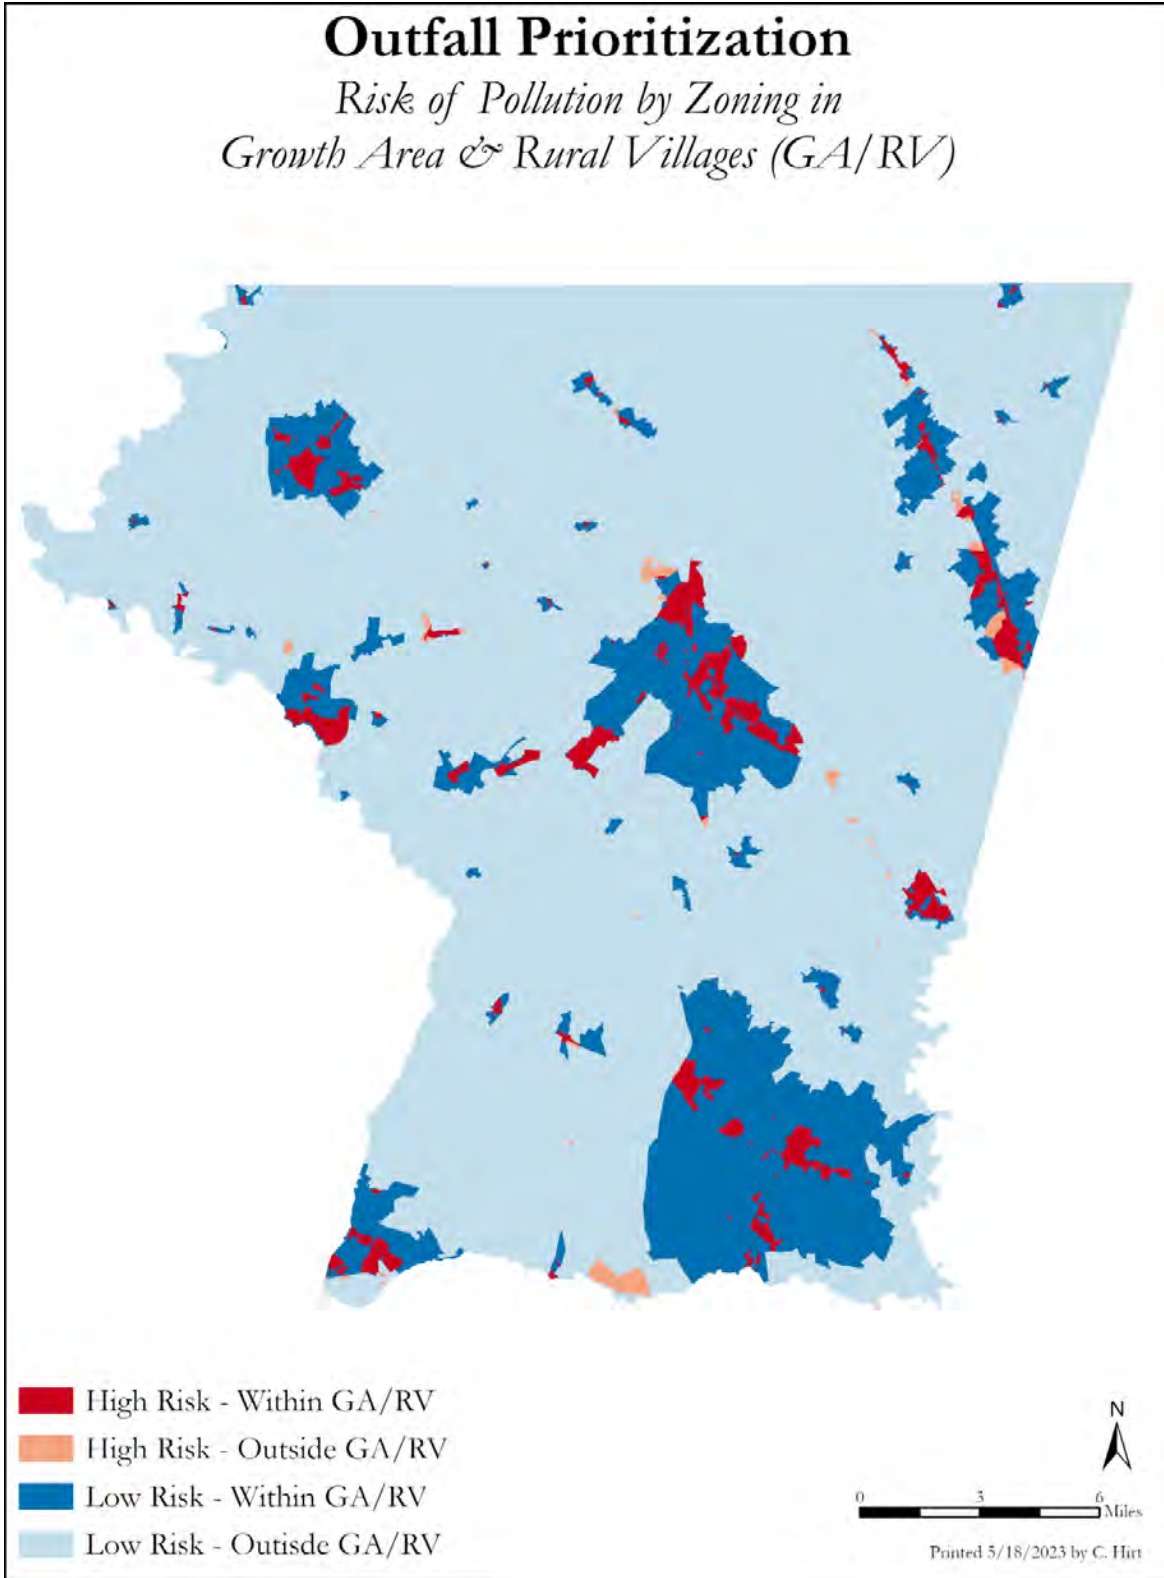 Outfall Prioritization
Risk of Pollution by Zoning in
Growth Area & Rural Villages (GA/RV)
High Risk - Within GA/RV
High Risk - Outside GA/RV
Low Risk - Within GA/RV
Low Risk - Outisde GA/RV
N
0 3 6
Miles
Printed 5/18/2023 by C. Hirt